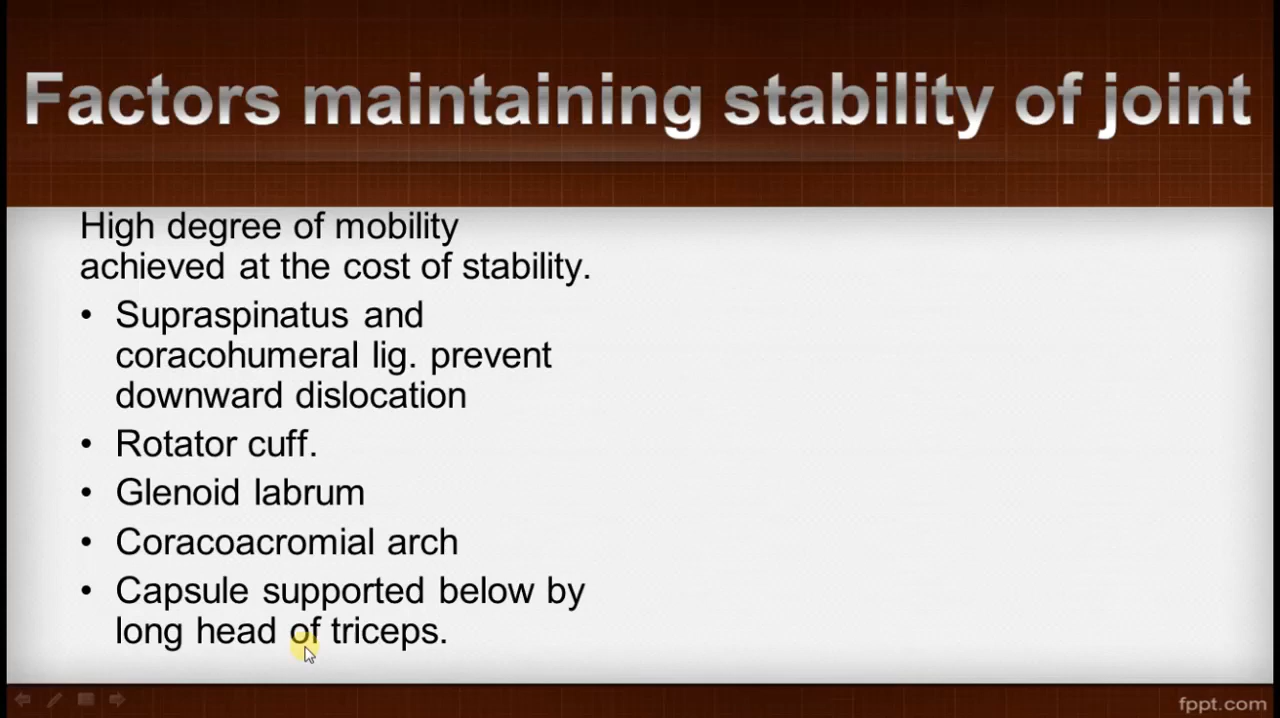 Factors maintaining stability of joint
High degree of mobility
achieved at the cost of stability.
• Supraspinatus and
coracohumeral lig. prevent
downward dislocation
• Rotator cuff.
• Glenoid labrum
• Coracoacromial arch
• Capsule supported below by
long head of triceps.
fppt.com